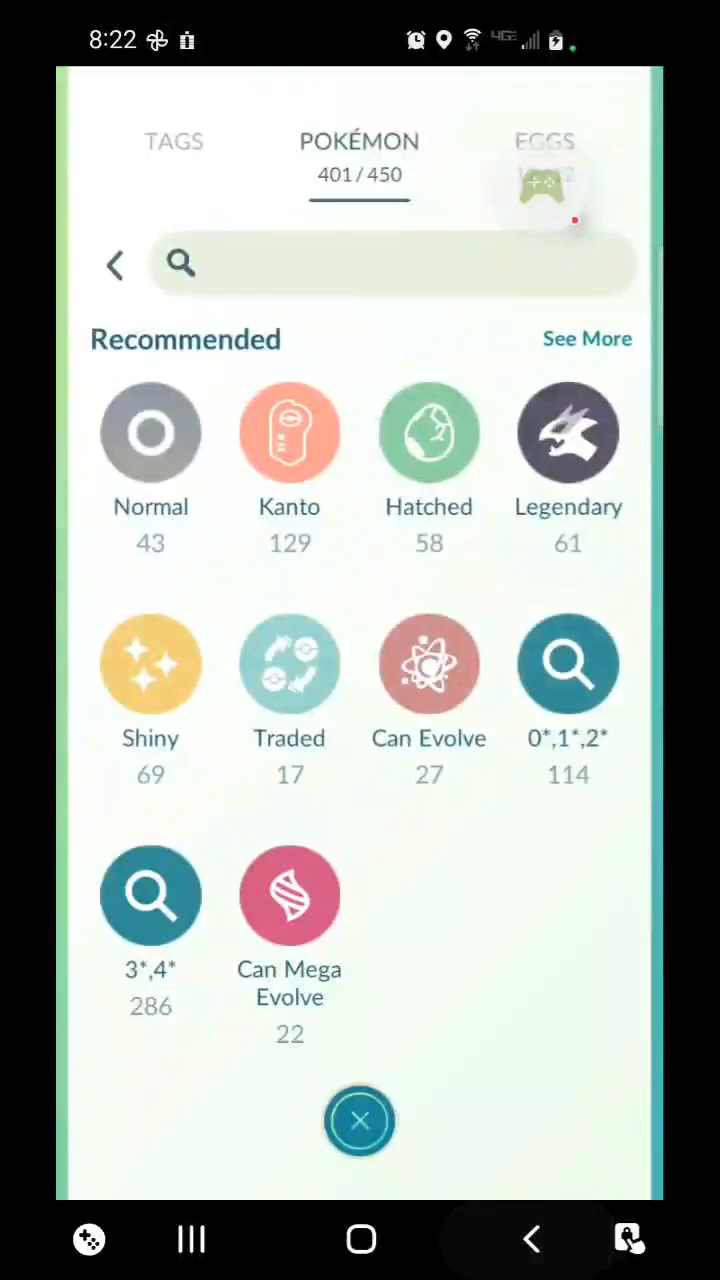 8:22
4GE
TAGS
POKÉMON
EGGS
401/450
Recommended
See More
Normal
Kanto
Hatched
Legendary
43
129
58
61
Shiny
Traded
Can Evolve
0*,1*,2*
69
17
27
114
3*,4*
Can Mega
Evolve
286
22